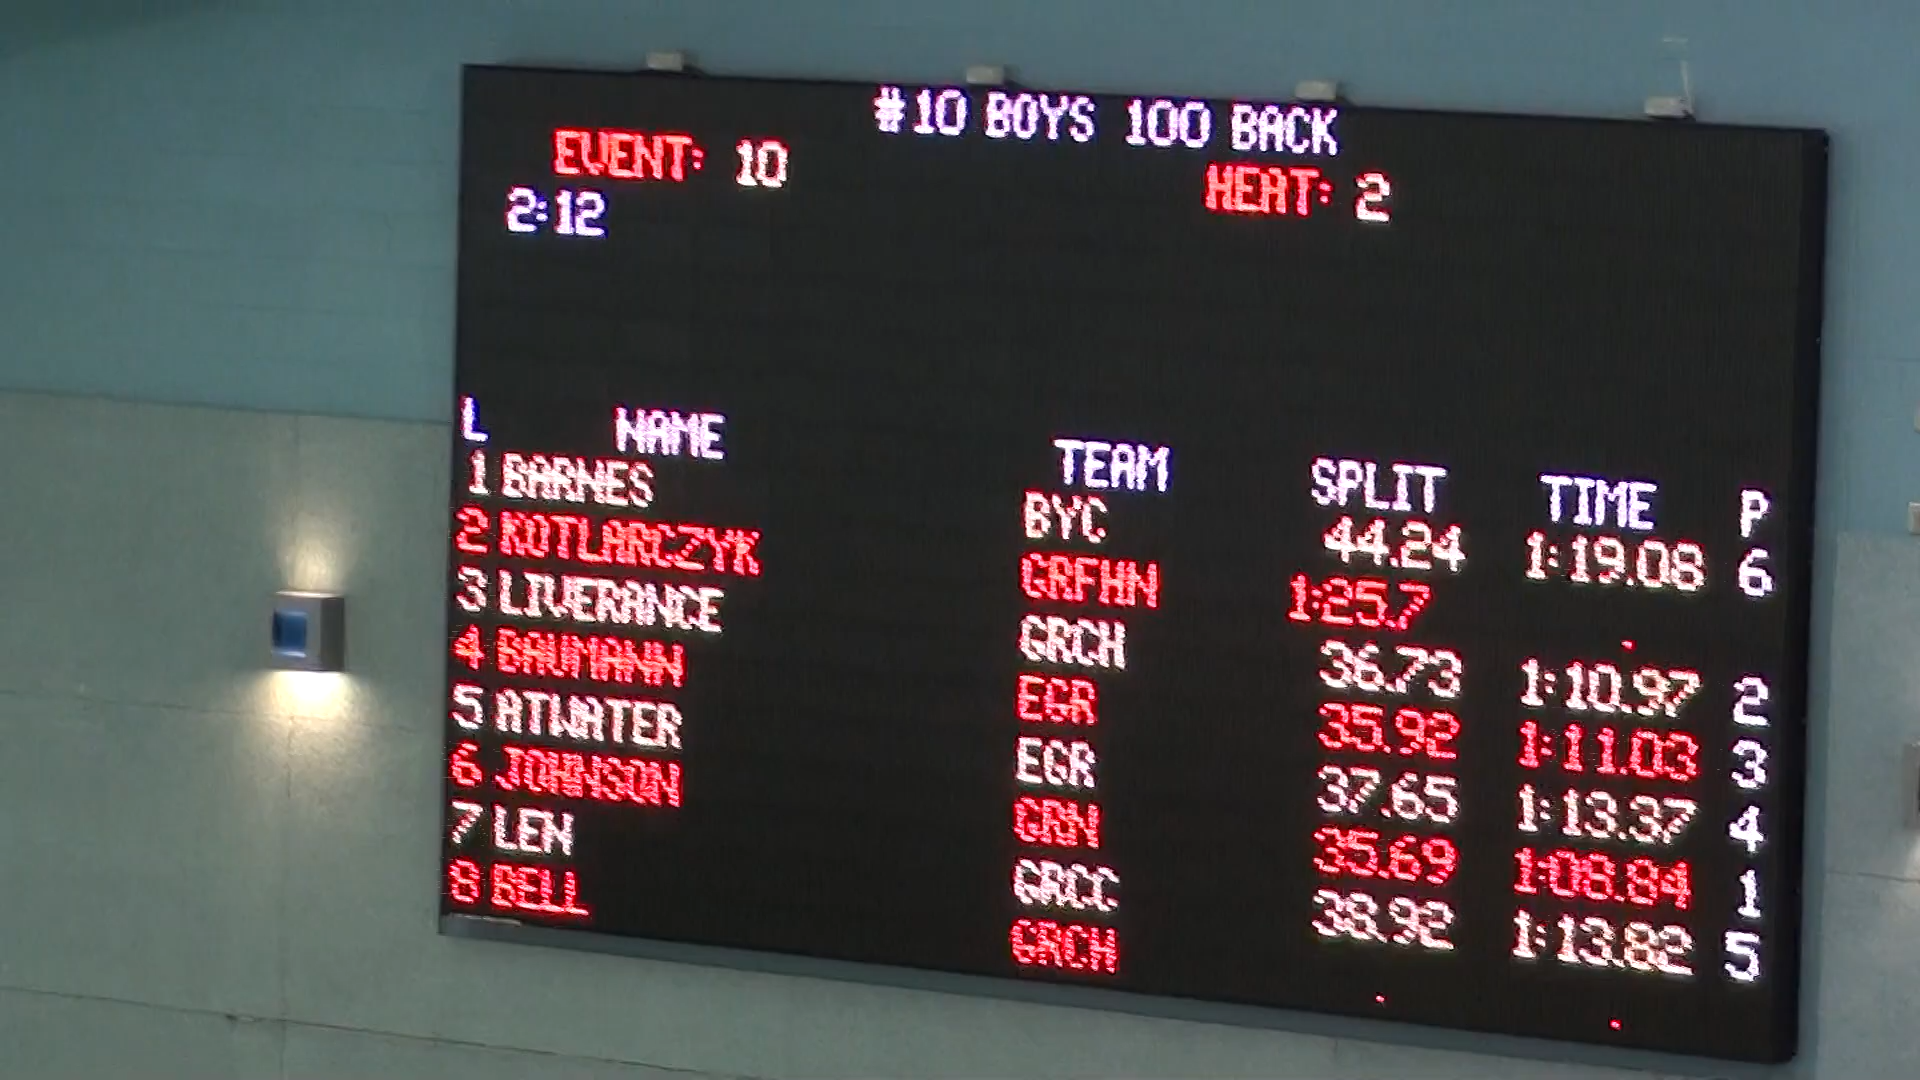 #10 BOYS 100 BACK
EVENT: 10 HEAT: 2
2:12
L NAME TEAM SPLIT TIME P
1 BARNES BYC 44.24 1:19.08 6
2 KOTLARCZYK GRFHN 1:25.7
3 LIVERANCE GRCH 36.73 1:10.97 2
4 BAUMANN EGR 35.92 1:11.03 3
5 ATWATER EGR 37.65 1:13.37 4
6 JOHNSON GRN 35.69 1:08.84 1
7 LEN GRCC 38.92 1:13.82 5
8 BELL GRCH